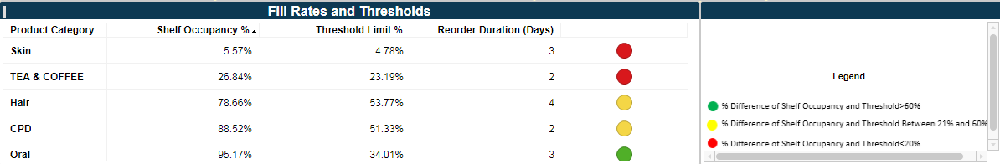 Fill Rates and Thresholds
Product Category Shelf Occupancy % Threshold Limit % Reorder Duration (Days)
Skin 5.57% 4.78% 3
TEA & COFFEE 26.84% 23.19% 2
Hair 78.66% 53.77% 4
CPD 88.52% 51.33% 2
Oral 95.17% 34.01% 3
Legend
% Difference of Shelf Occupancy and Threshold>60%
% Difference of Shelf Occupancy and Threshold Between 21% and 60%
% Difference of Shelf Occupancy and Threshold<20%